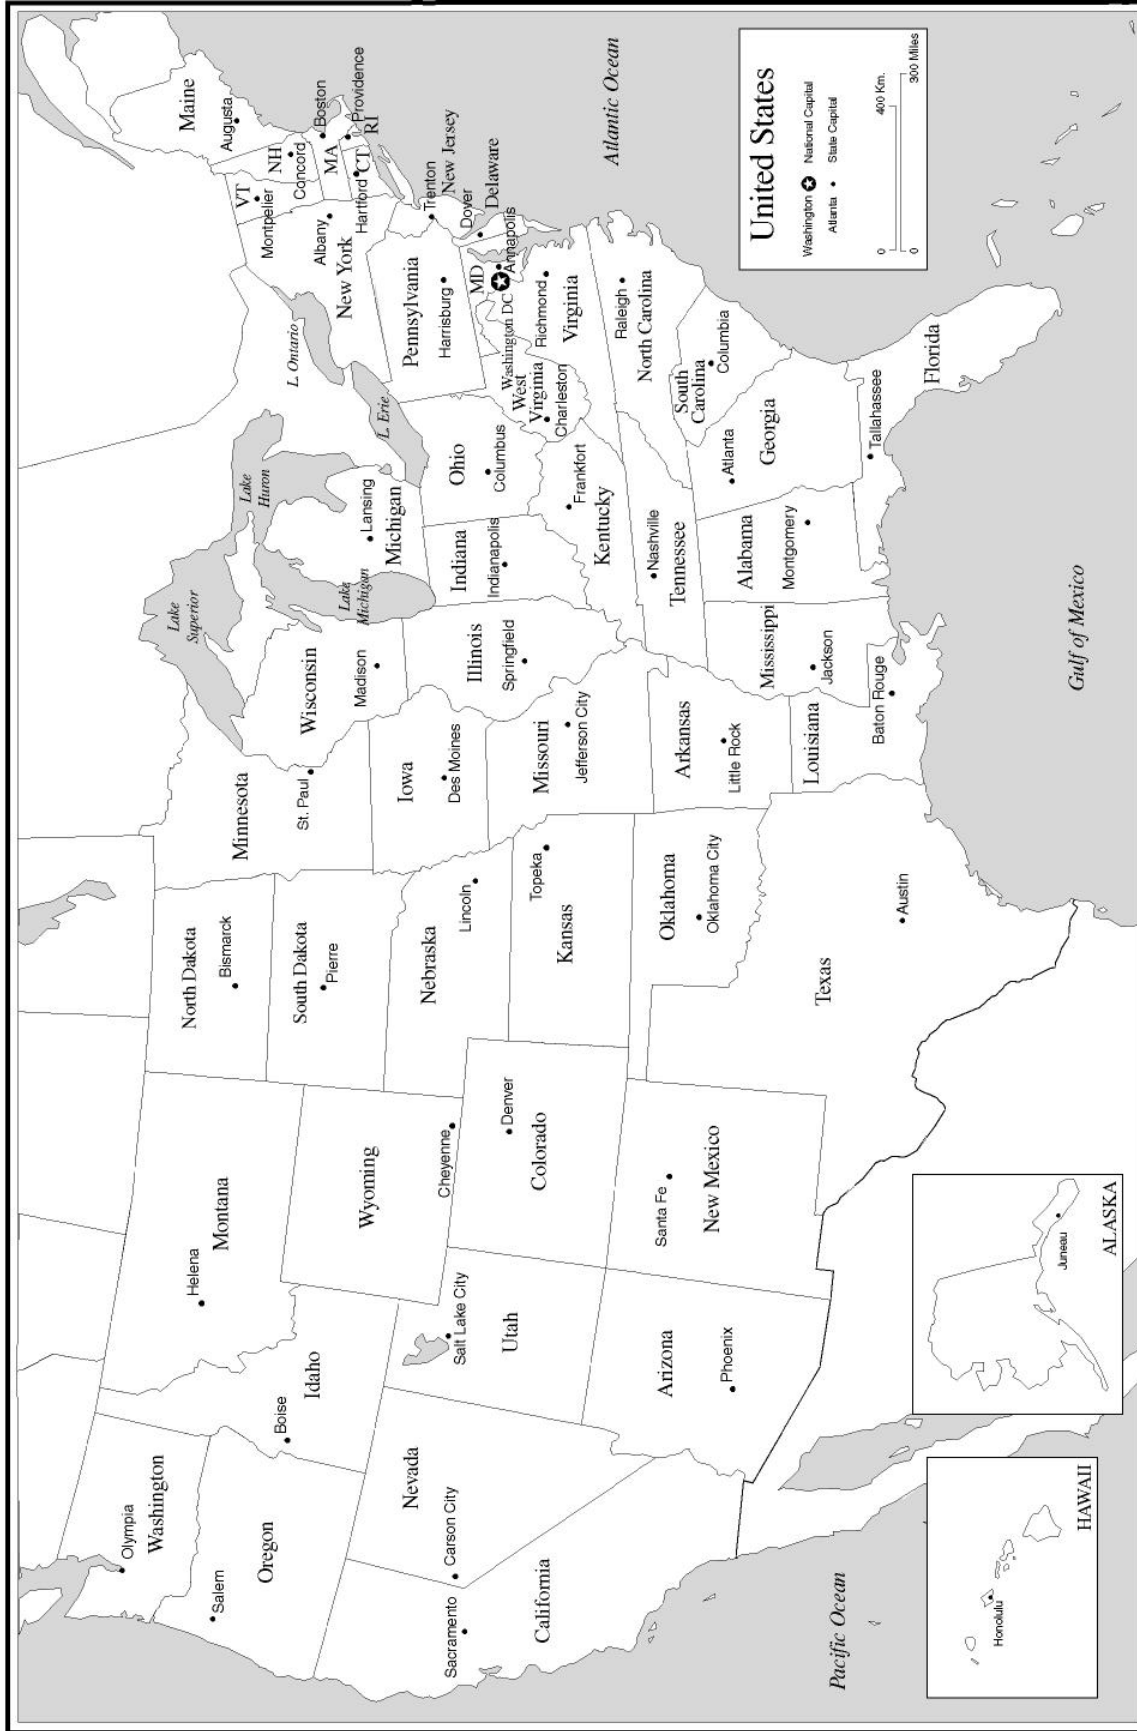 Washington
Olympia
Oregon
Salem
California
Sacramento
Nevada
Carson City
Idaho
Boise
Montana
Helena
Wyoming
Cheyenne
Utah
Salt Lake City
Colorado
Denver
Arizona
Phoenix
New Mexico
Santa Fe
North Dakota
Bismarck
South Dakota
Pierre
Nebraska
Lincoln
Kansas
Topeka
Oklahoma
Oklahoma City
Texas
Austin
Minnesota
St. Paul
Iowa
Des Moines
Missouri
Jefferson City
Arkansas
Little Rock
Louisiana
Baton Rouge
Wisconsin
Madison
Illinois
Springfield
Mississippi
Jackson
Lake
Superior
Lake
Michigan
Lake
Huron
L. Erie
L. Ontario
Michigan
Lansing
Indiana
Indianapolis
Ohio
Columbus
Kentucky
Frankfort
Tennessee
Nashville
Alabama
Montgomery
Georgia
Atlanta
Florida
Tallahassee
South
Carolina
Columbia
North Carolina
Raleigh
Virginia
Richmond
West
Virginia
Charleston
Washington DC
MD
Annapolis
Delaware
Dover
Pennsylvania
Harrisburg
New Jersey
Trenton
New York
Albany
CT
Hartford
RI
Providence
MA
Boston
VT
Montpelier
NH
Concord
Maine
Augusta
Atlantic Ocean
Gulf of Mexico
Pacific Ocean
HAWAII
Honolulu
ALASKA
Juneau
United States
Washington National Capital
Atlanta State Capital
0 400 Km.
0 300 Miles